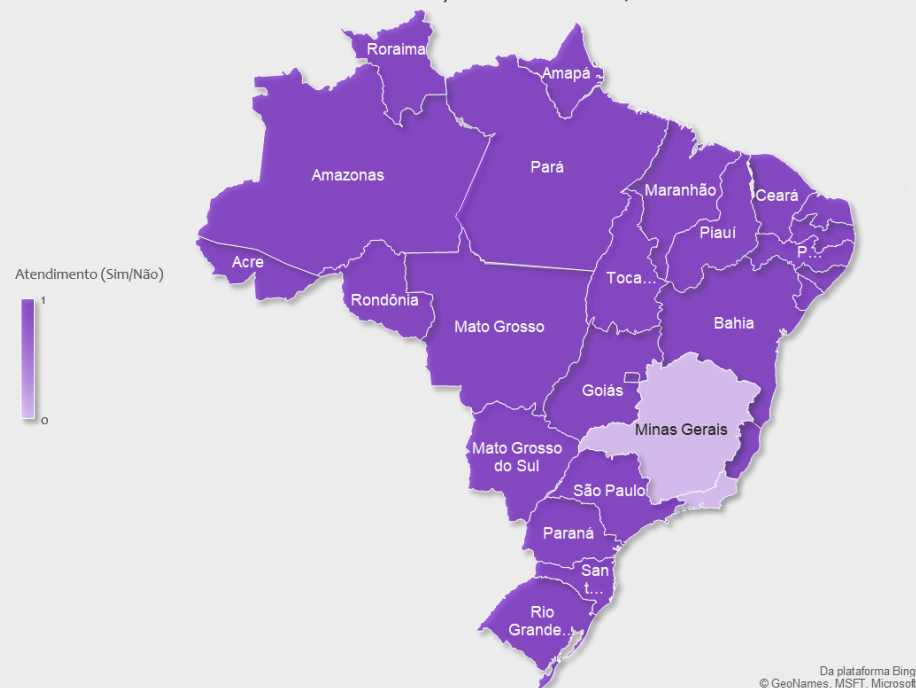 Roraima
Amapá
Amazonas
Pará
Maranhão
Ceará
Piauí
P...
Acre
Toca...
Atendimento (Sim/Não)
1
0
Rondônia
Mato Grosso
Bahia
Goiás
Minas Gerais
Mato Grosso
do Sul
São Paulo
Paraná
San
t...
Rio
Grande...
Da plataforma Bing
© GeoNames, MSFT, Microsoft